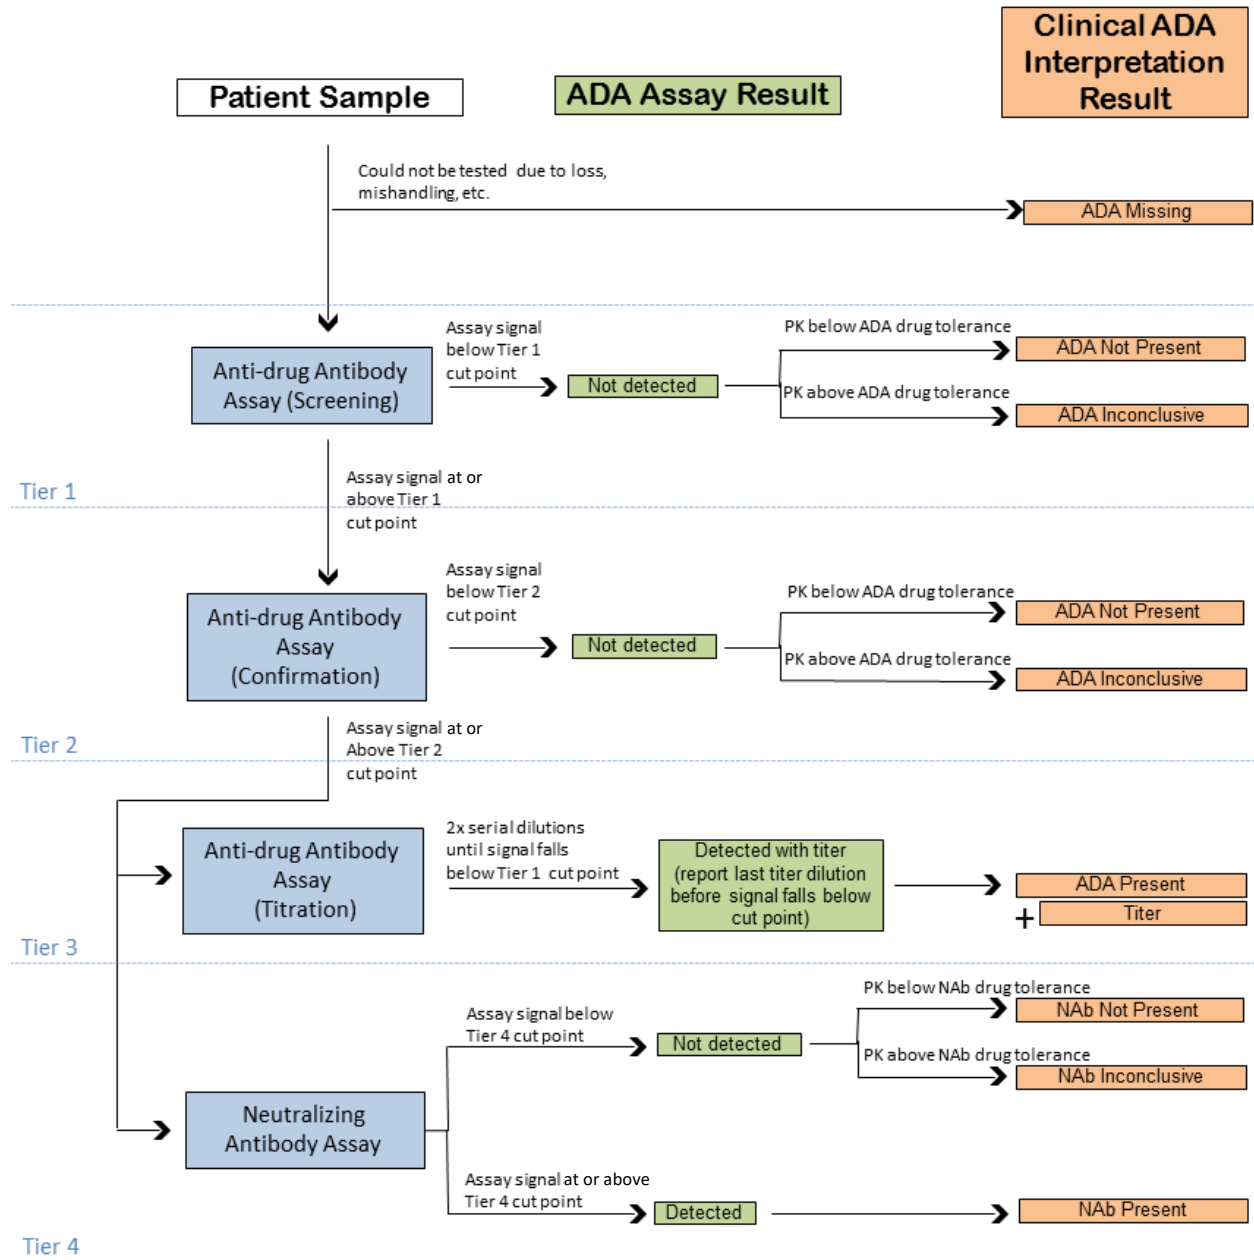 Patient Sample
ADA Assay Result
Clinical ADA
Interpretation
Result
Could not be tested due to loss,
mishandling, etc.
ADA Missing
Anti-drug Antibody
Assay (Screening)
Assay signal
below Tier 1
cut point
Not detected
PK below ADA drug tolerance
ADA Not Present
PK above ADA drug tolerance
ADA Inconclusive
Tier 1
Assay signal at or
above Tier 1
cut point
Anti-drug Antibody
Assay
(Confirmation)
Assay signal
below Tier 2
cut point
Not detected
PK below ADA drug tolerance
ADA Not Present
PK above ADA drug tolerance
ADA Inconclusive
Tier 2
Assay signal at or
Above Tier 2
cut point
Anti-drug Antibody
Assay
(Titration)
2x serial dilutions
until signal falls
below Tier 1 cut point
Detected with titer
(report last titer dilution
before signal falls below
cut point)
ADA Present
+ Titer
Tier 3
Neutralizing
Antibody Assay
Assay signal below
Tier 4 cut point
Not detected
PK below NAb drug tolerance
NAb Not Present
PK above NAb drug tolerance
NAb Inconclusive
Assay signal at or above
Tier 4 cut point
Detected
NAb Present
Tier 4